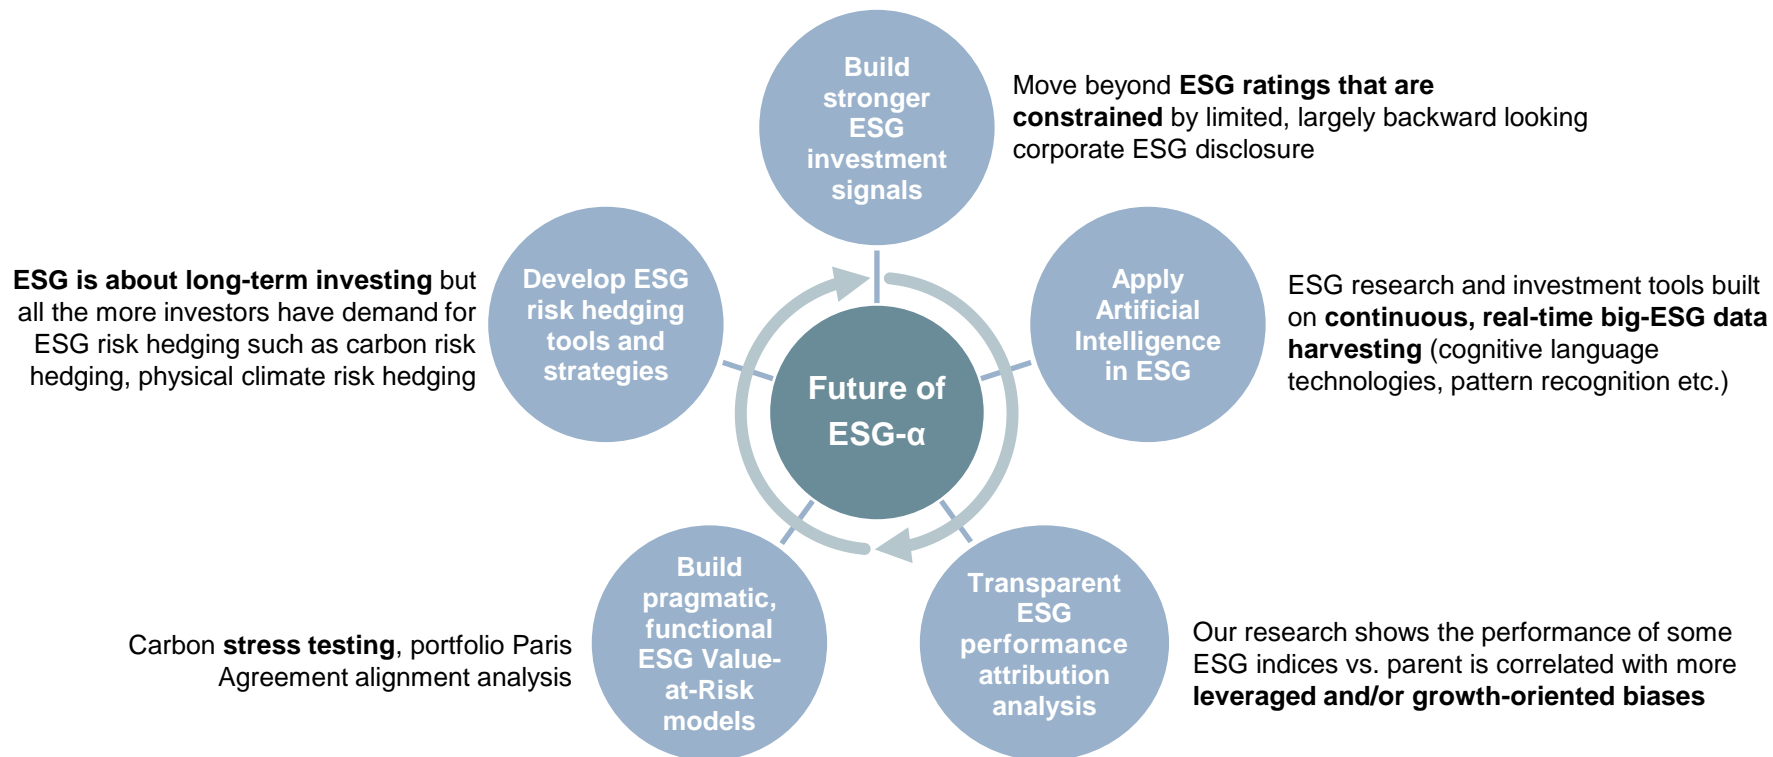 Build
stronger
ESG
investment
signals
Move beyond ESG ratings that are
constrained by limited, largely backward looking
corporate ESG disclosure
Apply
Artificial
Intelligence
in ESG
ESG research and investment tools built
on continuous, real-time big-ESG data
harvesting (cognitive language
technologies, pattern recognition etc.)
Transparent
ESG
performance
attribution
analysis
Our research shows the performance of some
ESG indices vs. parent is correlated with more
leveraged and/or growth-oriented biases
Build
pragmatic,
functional
ESG Value-
at-Risk
models
Carbon stress testing, portfolio Paris
Agreement alignment analysis
Develop ESG
risk hedging
tools and
strategies
ESG is about long-term investing but
all the more investors have demand for
ESG risk hedging such as carbon risk
hedging, physical climate risk hedging
Future of
ESG-α